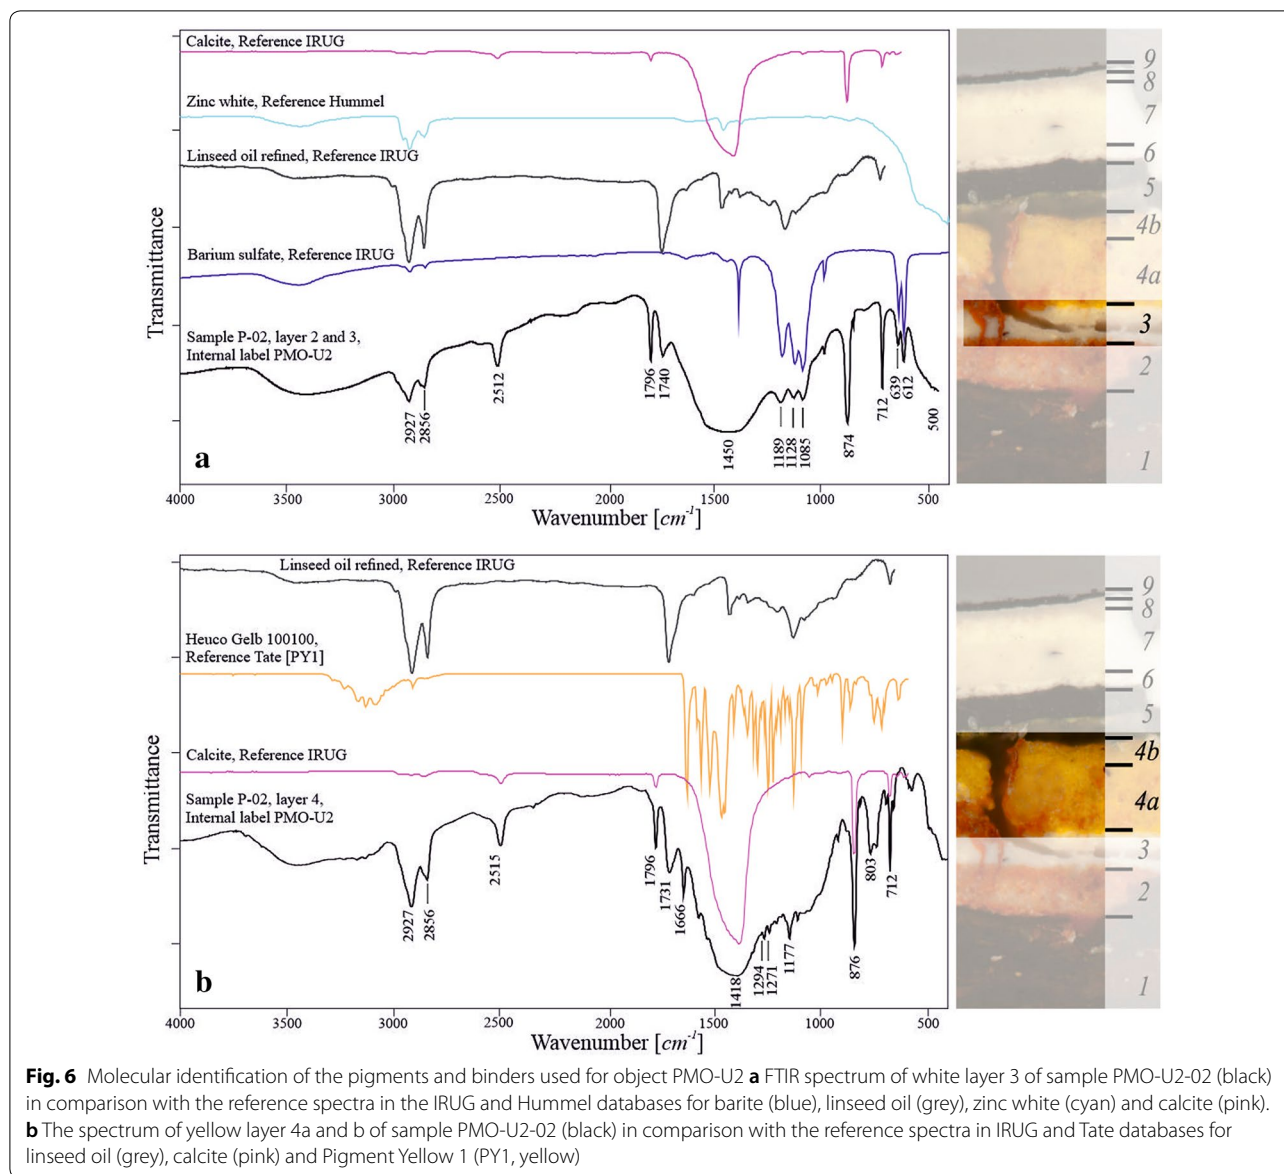 Calcite, Reference IRUG
Zinc white, Reference Hummel
Linseed oil refined, Reference IRUG
Barium sulfate, Reference IRUG
Sample P-02, layer 2 and 3,
Internal label PMO-U2
Transmittance
2927
2856
2512
1796
1740
1450
1189
1128
1085
874
712
639
612
500
a
4000
3500
3000
2500
2000
1500
1000
500
Wavenumber [cm-1]
9
8
7
6
5
4b
4a
3
2
1
Linseed oil refined, Reference IRUG
Heuco Gelb 100100,
Reference Tate [PY1]
Calcite, Reference IRUG
Sample P-02, layer 4,
Internal label PMO-U2
Transmittance
2927
2856
2515
1796
1731
1666
1418
1294
1271
1177
876
803
712
b
4000
3500
3000
2500
2000
1500
1000
500
Wavenumber [cm-1]
9
8
7
6
5
4b
4a
3
2
1
Fig. 6 Molecular identification of the pigments and binders used for object PMO-U2 a FTIR spectrum of white layer 3 of sample PMO-U2-02 (black)
in comparison with the reference spectra in the IRUG and Hummel databases for barite (blue), linseed oil (grey), zinc white (cyan) and calcite (pink).
b The spectrum of yellow layer 4a and b of sample PMO-U2-02 (black) in comparison with the reference spectra in IRUG and Tate databases for
linseed oil (grey), calcite (pink) and Pigment Yellow 1 (PY1, yellow)